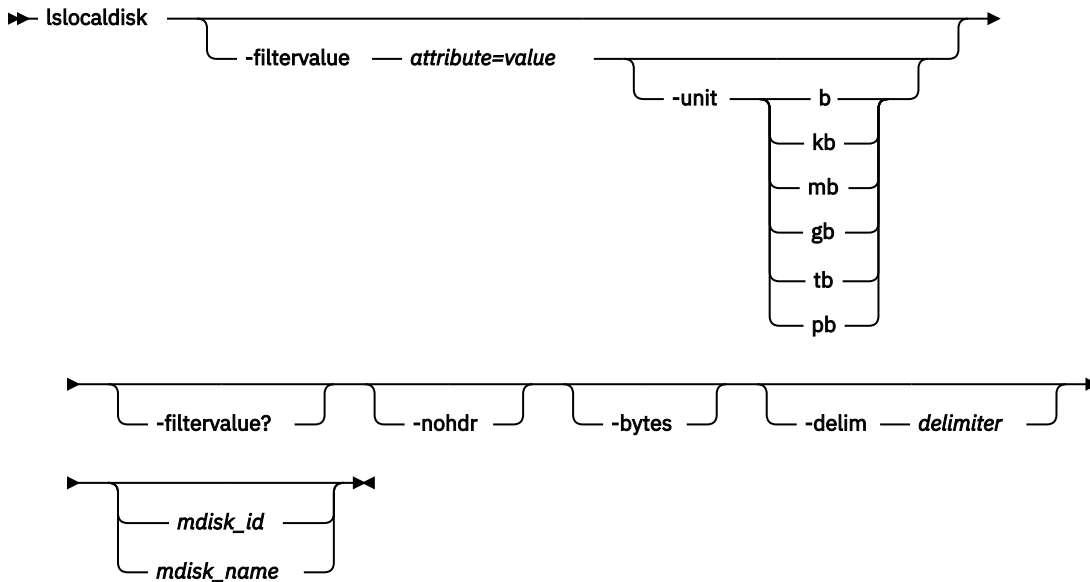 lslocaldisk
-filtervalue attribute=value
-unit b
kb
mb
gb
tb
pb
-filtervalue? -nohdr -bytes -delim delimiter
mdisk_id
mdisk_name